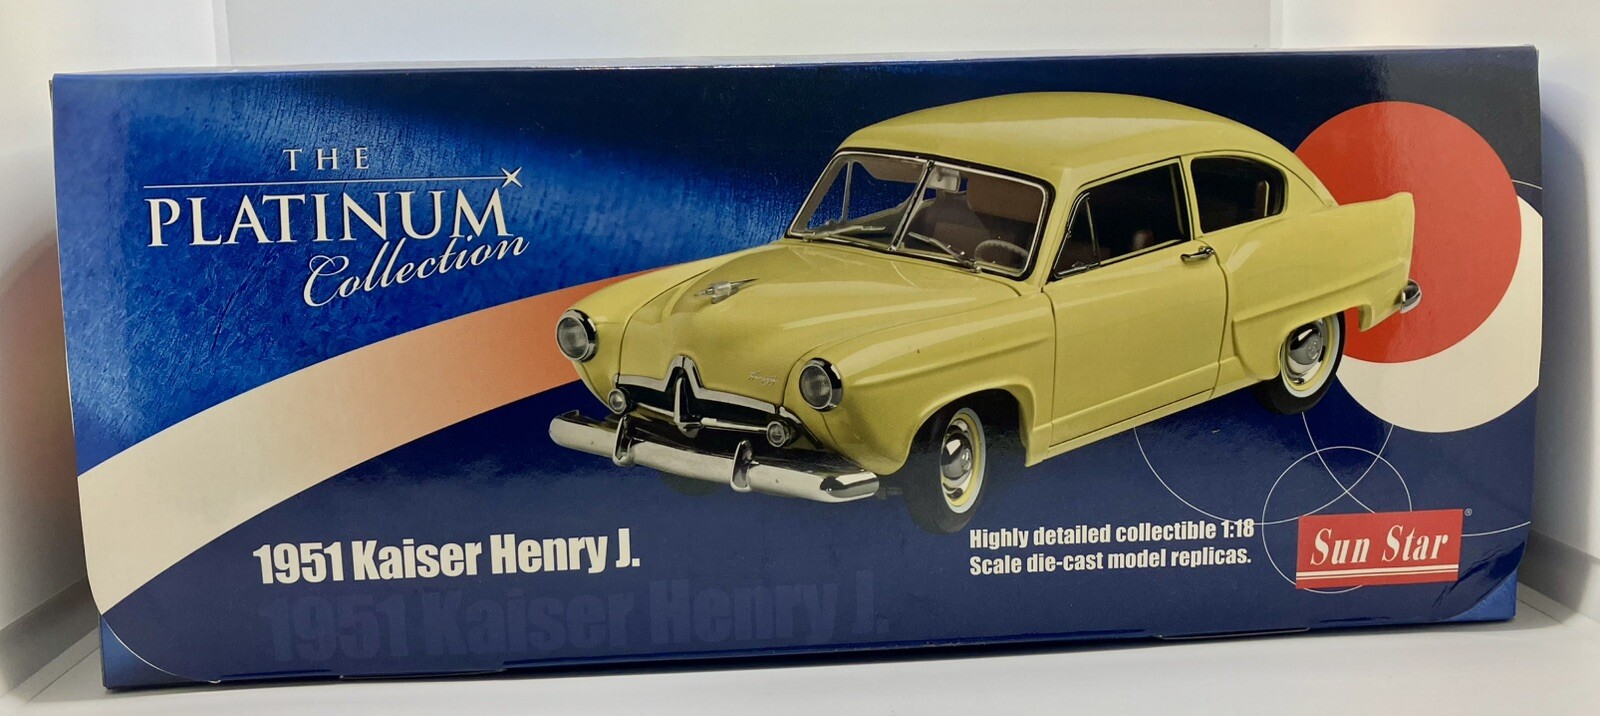 THE
PLATINUM
Collection
1951 Kaiser Henry J.
1951 Kaiser Henry J.
Highly detailed collectible 1:18
Scale die-cast model replicas.
Sun Star®